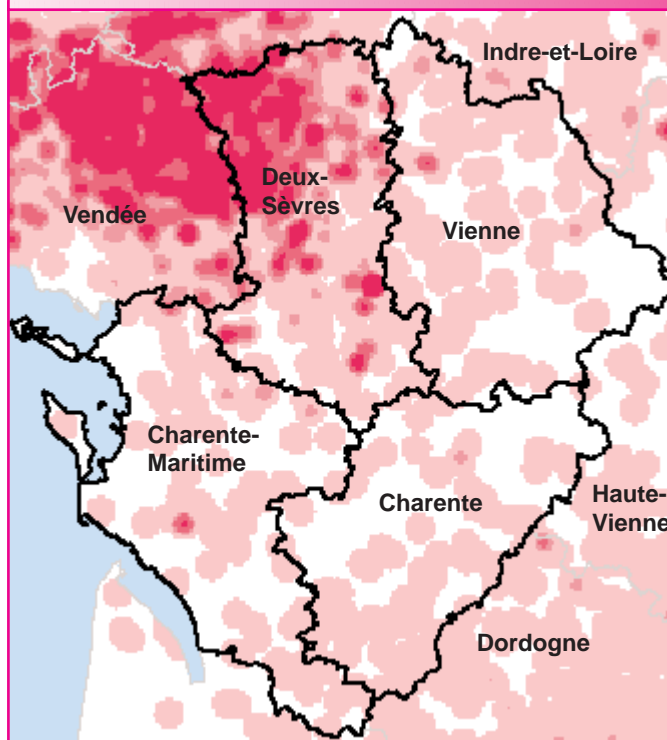 Indre-et-Loire
Deux-
Sèvres
Vendée
Vienne
Charente-
Maritime
Charente
Haute-
Vienne
Dordogne